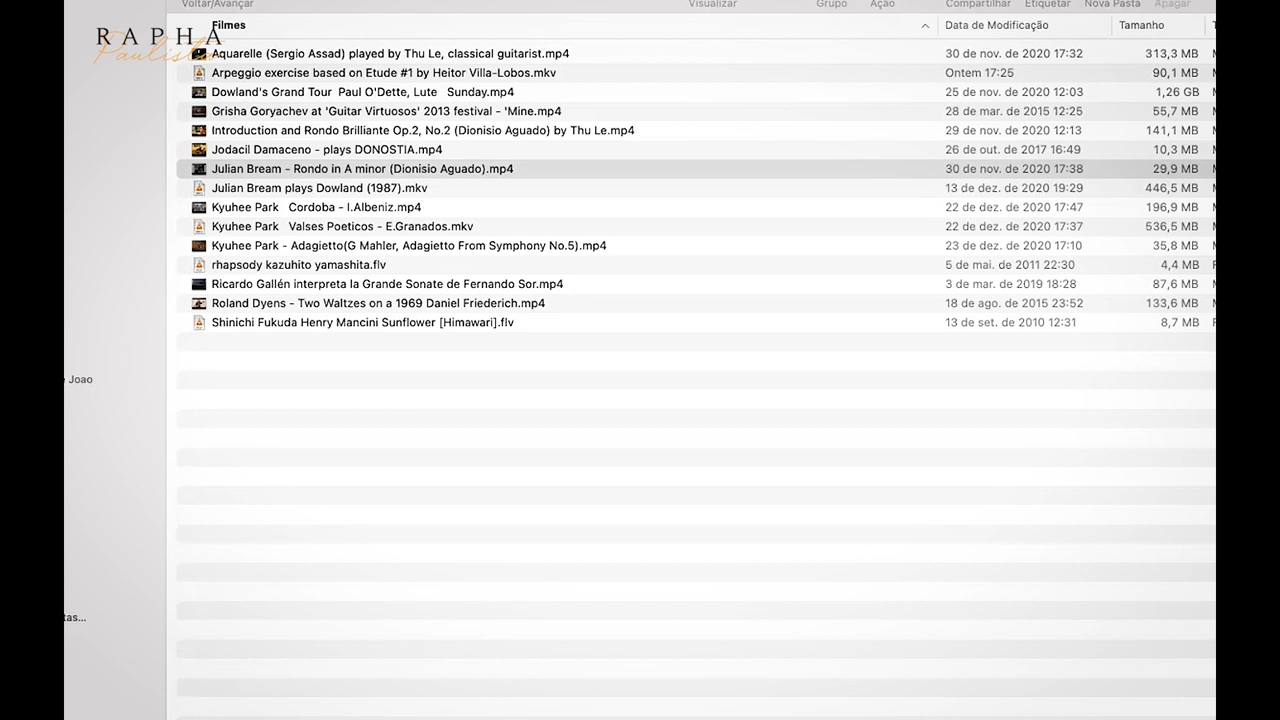 Voltar/Avançar Visualizar Grupo Ação Compartilhar Etiquetar Nova Pasta Apagar
RAPHA
Paulista
Filmes Data de Modificação Tamanho
Aquarelle (Sergio Assad) played by Thu Le, classical guitarist.mp4 30 de nov. de 2020 17:32 313,3 MB
Arpeggio exercise based on Etude #1 by Heitor Villa-Lobos.mkv Ontem 17:25 90,1 MB
Dowland's Grand Tour Paul O'Dette, Lute Sunday.mp4 25 de nov. de 2020 12:03 1,26 GB
Grisha Goryachev at 'Guitar Virtuosos' 2013 festival - 'Mine.mp4 28 de mar. de 2015 12:25 55,7 MB
Introduction and Rondo Brilliante Op.2, No.2 (Dionisio Aguado) by Thu Le.mp4 29 de nov. de 2020 12:13 141,1 MB
Jodacil Damaceno - plays DONOSTIA.mp4 26 de out. de 2017 16:49 10,3 MB
Julian Bream - Rondo in A minor (Dionisio Aguado).mp4 30 de nov. de 2020 17:38 29,9 MB
Julian Bream plays Dowland (1987).mkv 13 de dez. de 2020 19:29 446,5 MB
Kyuhee Park Cordoba - I.Albeniz.mp4 22 de dez. de 2020 17:47 196,9 MB
Kyuhee Park Valses Poeticos - E.Granados.mkv 22 de dez. de 2020 17:37 536,5 MB
Kyuhee Park - Adagietto(G Mahler, Adagietto From Symphony No.5).mp4 23 de dez. de 2020 17:10 35,8 MB
rhapsody kazuhito yamashita.flv 5 de mai. de 2011 22:30 4,4 MB
Ricardo Gallén interpreta la Grande Sonate de Fernando Sor.mp4 3 de mar. de 2019 18:28 87,6 MB
Roland Dyens - Two Waltzes on a 1969 Daniel Friederich.mp4 18 de ago. de 2015 23:52 133,6 MB
Shinichi Fukuda Henry Mancini Sunflower [Himawari].flv 13 de set. de 2010 12:31 8,7 MB
Joao
tas...